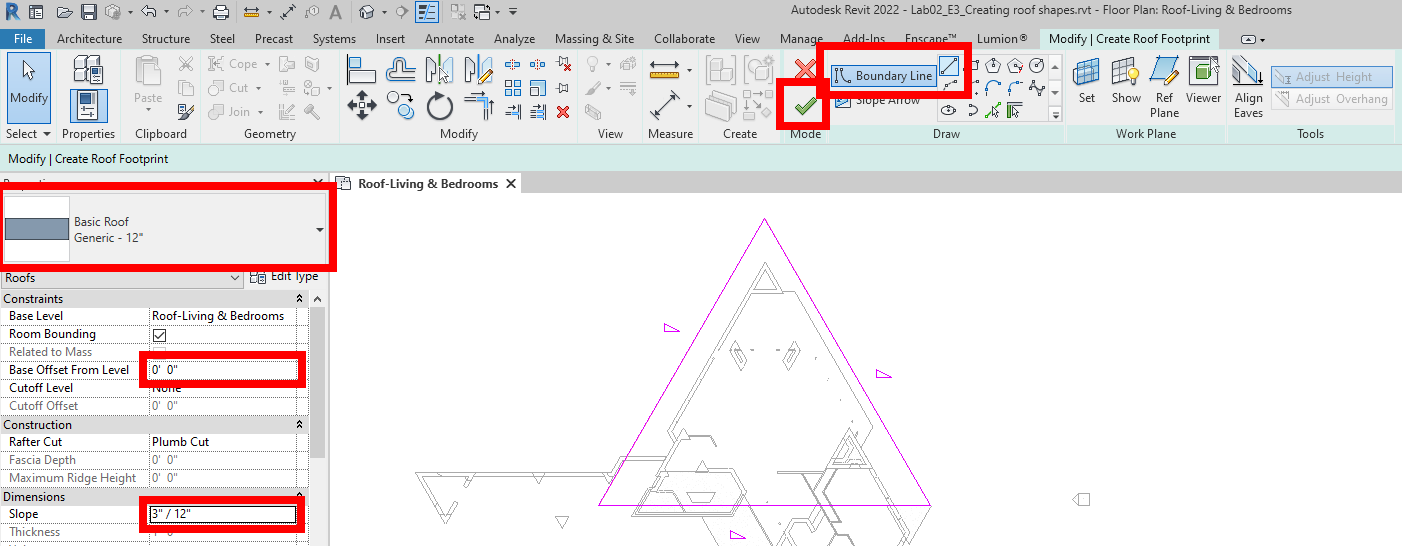 Autodesk Revit 2022 - Lab02_E3_Creating roof shapes.rvt - Floor Plan: Roof-Living & Bedrooms
File Architecture Structure Steel Precast Systems Insert Annotate Analyze Massing & Site Collaborate View Manage Add-Ins Enscape™ Lumion® Modify | Create Roof Footprint
Modify
Properties
Paste
Cope
Cut
Join
Boundary Line
Slope Arrow
Set
Show
Ref
Plane
Viewer
Align
Eaves
Adjust Height
Adjust Overhang
Select Properties Clipboard Geometry Modify View Measure Create Mode Draw Work Plane Tools
Modify | Create Roof Footprint
Roof-Living & Bedrooms
Basic Roof
Generic - 12"
Roofs
Edit Type
Constraints
Base Level Roof-Living & Bedrooms
Room Bounding
Related to Mass
Base Offset From Level 0' 0"
Cutoff Level None
Cutoff Offset 0' 0"
Construction
Rafter Cut Plumb Cut
Fascia Depth 0' 0"
Maximum Ridge Height 0' 0"
Dimensions
Slope 3" / 12"
Thickness